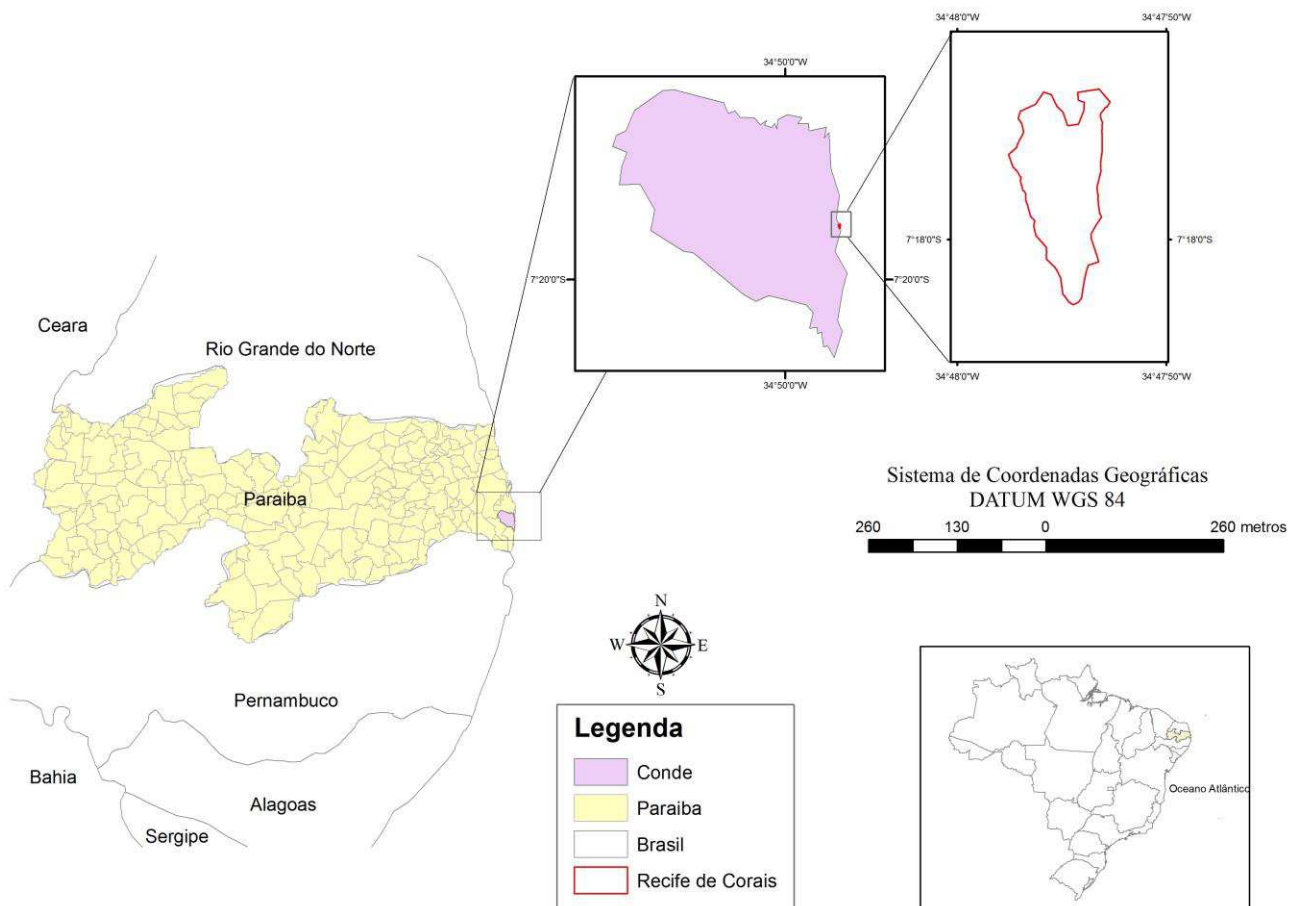 34°48'0"W
34°47'50"W
34°50'0"W
7°18'0"S
7°18'0"S
7°20'0"S
7°20'0"S
34°50'0"W
34°48'0"W
34°47'50"W
Ceara
Rio Grande do Norte
Paraiba
Pernambuco
Bahia
Alagoas
Sergipe
Sistema de Coordenadas Geográficas
DATUM WGS 84
260 130 0 260 metros
N
W E
S
Legenda
Conde
Paraiba
Brasil
Recife de Corais
Oceano Atlântico